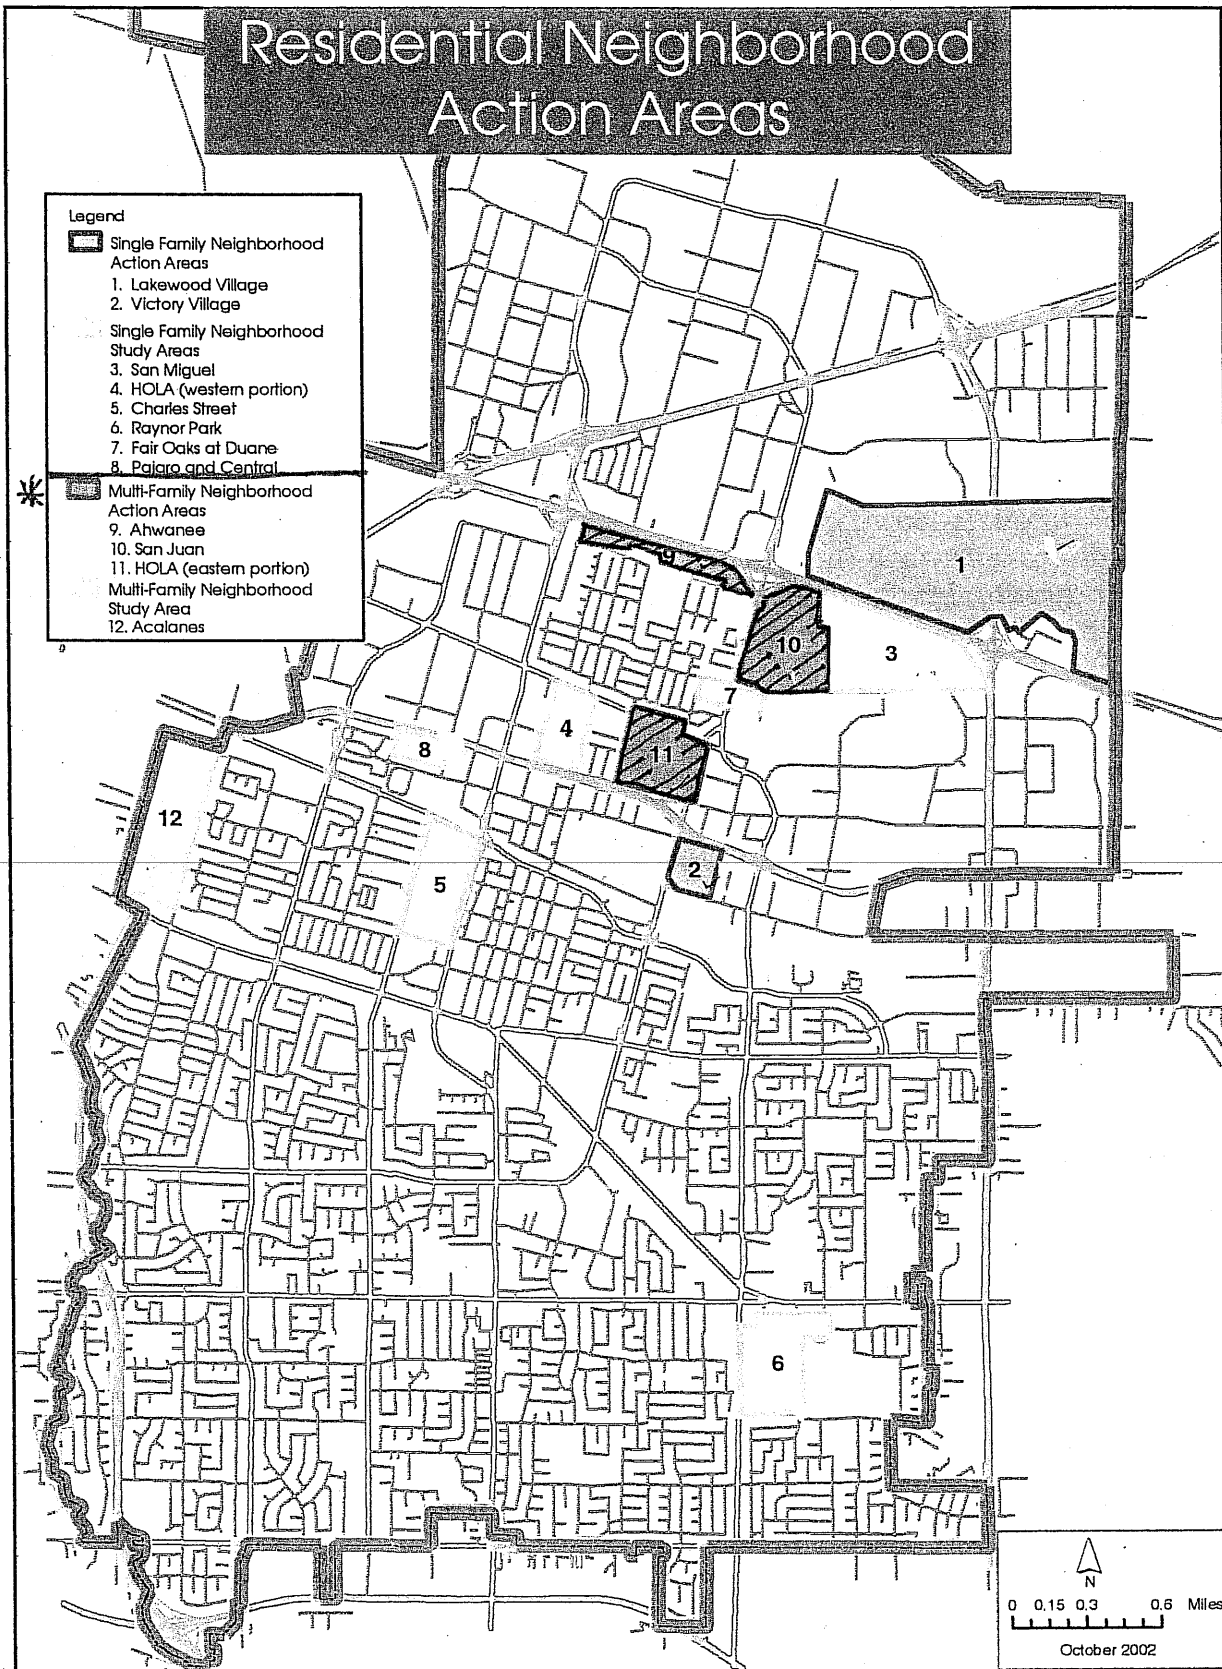 Residential Neighborhood
Action Areas
Legend
Single Family Neighborhood
Action Areas
1. Lakewood Village
2. Victory Village
Single Family Neighborhood
Study Areas
3. San Miguel
4. HOLA (western portion)
5. Charles Street
6. Raynor Park
7. Fair Oaks at Duane
8. Pajaro and Central
Multi-Family Neighborhood
Action Areas
9. Ahwanee
10. San Juan
11. HOLA (eastern portion)
Multi-Family Neighborhood
Study Area
12. Acalanes
9
1
10
3
7
4
11
8
12
2
5
6
N
0 0.15 0.3 0.6 Miles
October 2002